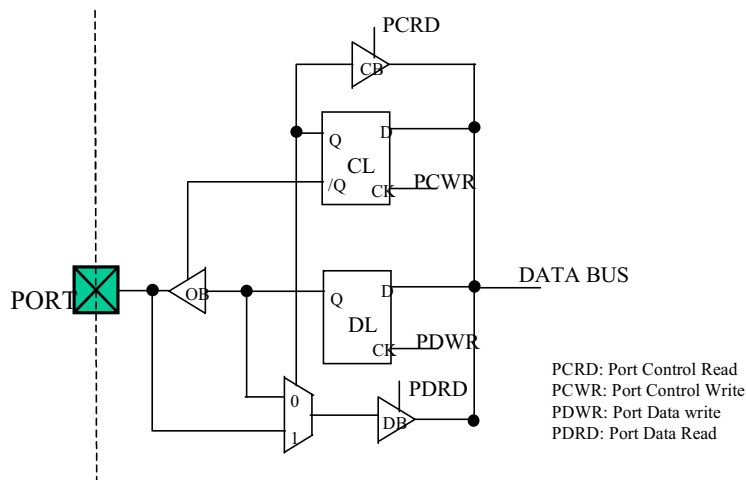 PCRD
CB
Q D
CL
/Q
CK PCWR
PORT
OB
DATA BUS
Q D
DL
CK PDWR
PDRD
0
1
DB
PCRD: Port Control Read
PCWR: Port Control Write
PDWR: Port Data write
PDRD: Port Data Read